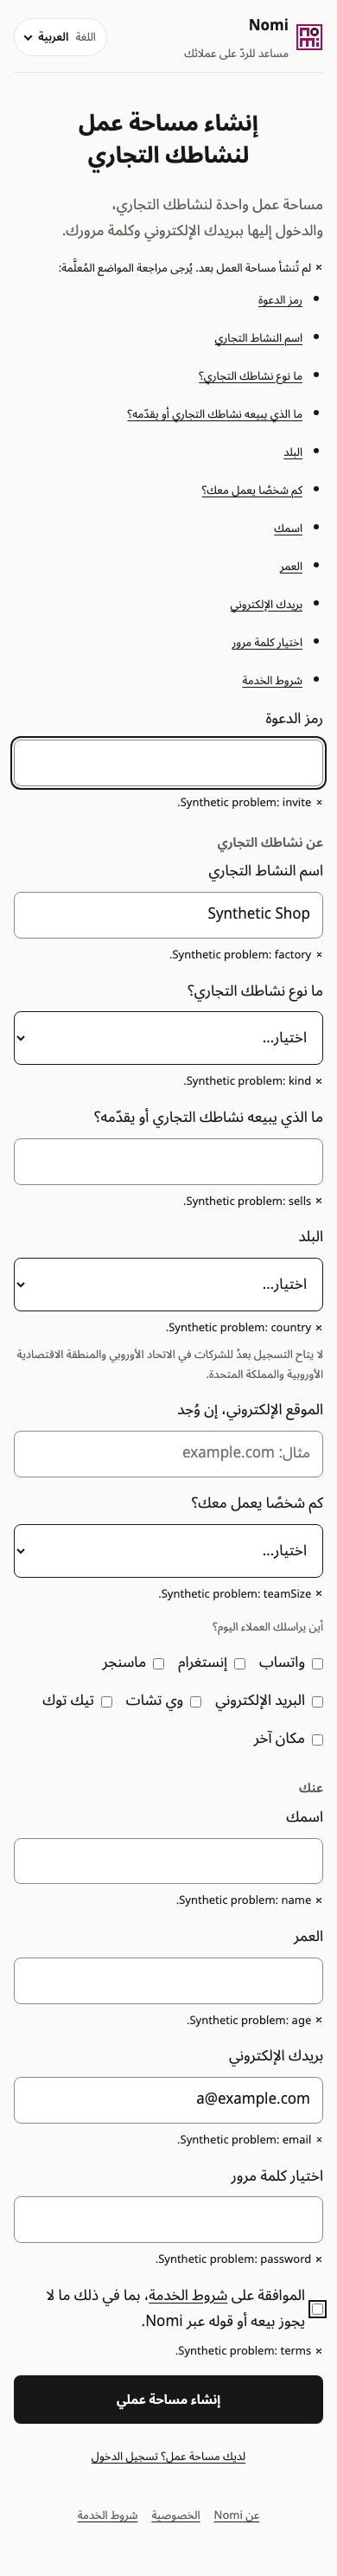 Nomi
مساعد للردّ على عملائك
اللغة العربية
إنشاء مساحة عمل
لنشاطك التجاري
مساحة عمل واحدة لنشاطك التجاري،
والدخول إليها ببريدك الإلكتروني وكلمة مرورك.
× لم تُنشأ مساحة العمل بعد. يُرجى مراجعة المواضع المُعلَّمة:
• رمز الدعوة
• اسم النشاط التجاري
• ما نوع نشاطك التجاري؟
• ما الذي يبيعه نشاطك التجاري أو يقدّمه؟
• البلد
• كم شخصًا يعمل معك؟
• اسمك
• العمر
• بريدك الإلكتروني
• اختيار كلمة مرور
• شروط الخدمة
رمز الدعوة
× Synthetic problem: invite.
عن نشاطك التجاري
اسم النشاط التجاري
Synthetic Shop
× Synthetic problem: factory.
ما نوع نشاطك التجاري؟
اختيار...
× Synthetic problem: kind.
ما الذي يبيعه نشاطك التجاري أو يقدّمه؟
× Synthetic problem: sells.
البلد
اختيار...
× Synthetic problem: country.
لا يتاح التسجيل بعدُ للشركات في الاتحاد الأوروبي والمنطقة الاقتصادية
الأوروبية والمملكة المتحدة.
الموقع الإلكتروني، إن وُجد
مثال: example.com
كم شخصًا يعمل معك؟
اختيار...
× Synthetic problem: teamSize.
أين يراسلك العملاء اليوم؟
واتساب إنستغرام ماسنجر
البريد الإلكتروني وي تشات تيك توك
مكان آخر
عنك
اسمك
× Synthetic problem: name.
العمر
× Synthetic problem: age.
بريدك الإلكتروني
a@example.com
× Synthetic problem: email.
اختيار كلمة مرور
× Synthetic problem: password.
الموافقة على شروط الخدمة، بما في ذلك ما لا
يجوز بيعه أو قوله عبر Nomi.
× Synthetic problem: terms.
إنشاء مساحة عملي
لديك مساحة عمل؟ تسجيل الدخول
عن Nomi الخصوصية شروط الخدمة